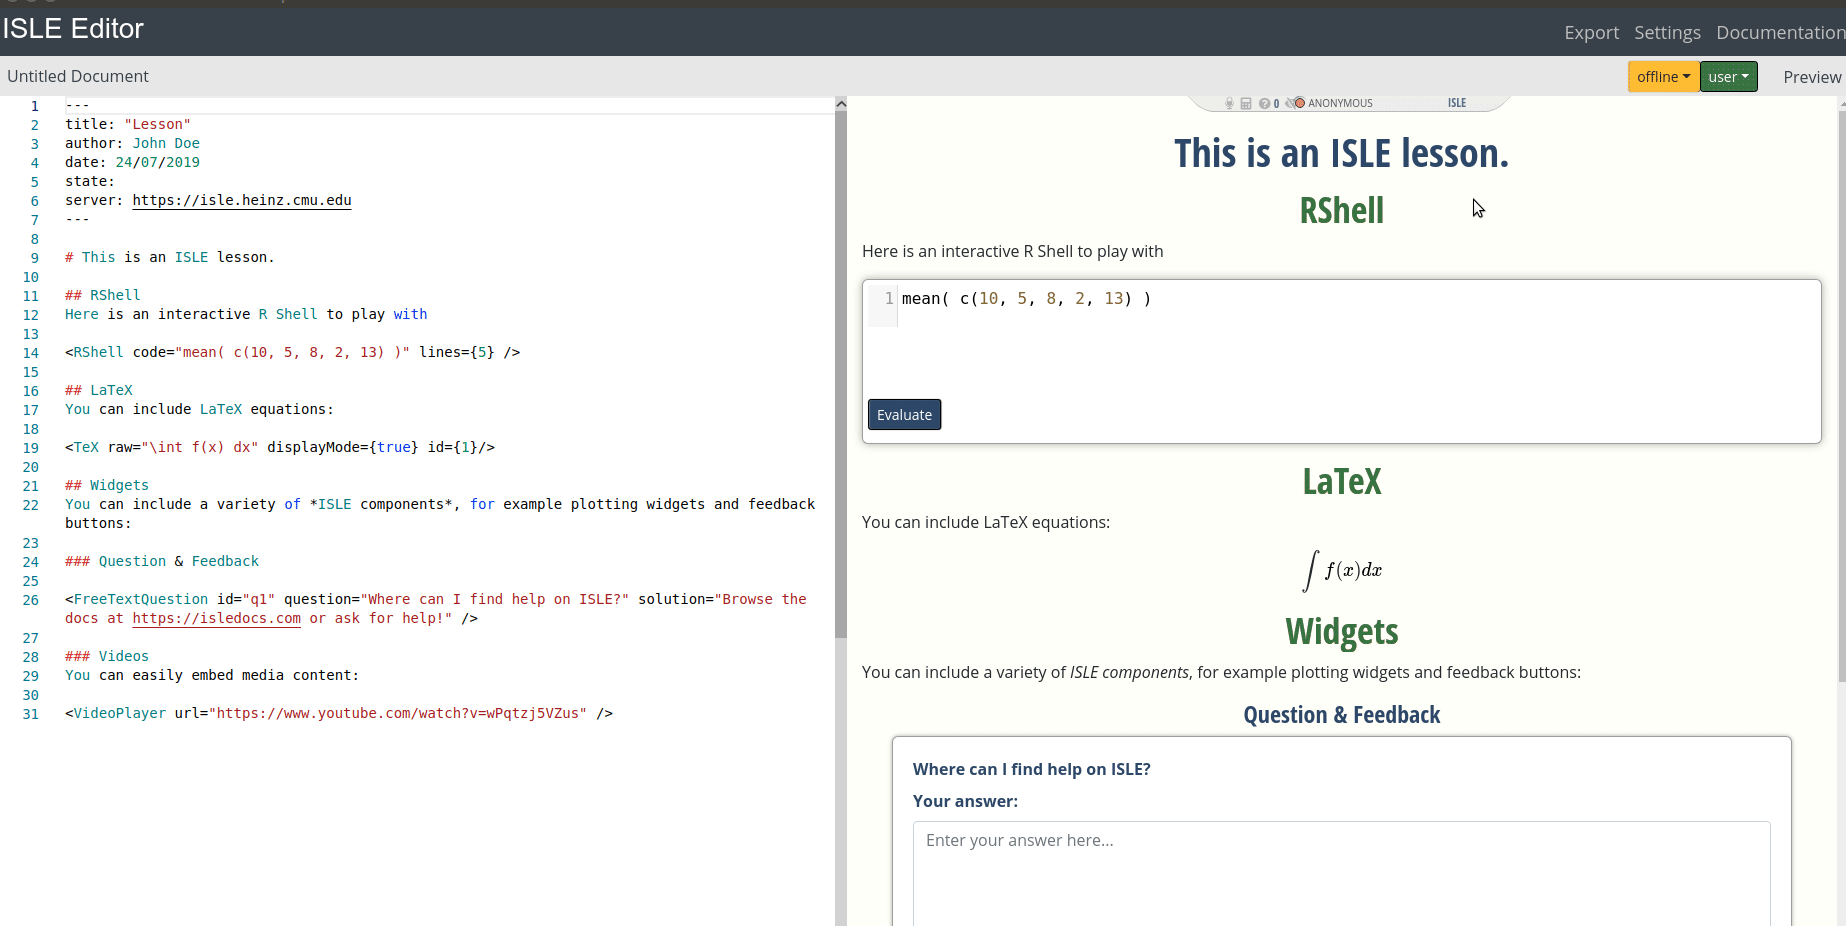 ISLE Editor
Export Settings Documentation
Untitled Document
offline user Preview
1 ---
2 title: "Lesson"
3 author: John Doe
4 date: 24/07/2019
5 state:
6 server: https://isle.heinz.cmu.edu
7 ---
8
9 # This is an ISLE lesson.
10
11 ## RShell
12 Here is an interactive R Shell to play with
13
14 <RShell code="mean( c(10, 5, 8, 2, 13) )" lines={5} />
15
16 ## LaTeX
17 You can include LaTeX equations:
18
19 <TeX raw="\int f(x) dx" displayMode={true} id={1}/>
20
21 ## Widgets
22 You can include a variety of *ISLE components*, for example plotting widgets and feedback
buttons:
23
24 ### Question & Feedback
25
26 <FreeTextQuestion id="q1" question="Where can I find help on ISLE?" solution="Browse the
docs at https://isledocs.com or ask for help!" />
27
28 ### Videos
29 You can easily embed media content:
30
31 <VideoPlayer url="https://www.youtube.com/watch?v=wPqtzj5VZus" />
0 ANONYMOUS ISLE
This is an ISLE lesson.
RShell
Here is an interactive R Shell to play with
1 mean( c(10, 5, 8, 2, 13) )
Evaluate
LaTeX
You can include LaTeX equations:
∫ f(x)dx
Widgets
You can include a variety of ISLE components, for example plotting widgets and feedback buttons:
Question & Feedback
Where can I find help on ISLE?
Your answer:
Enter your answer here...